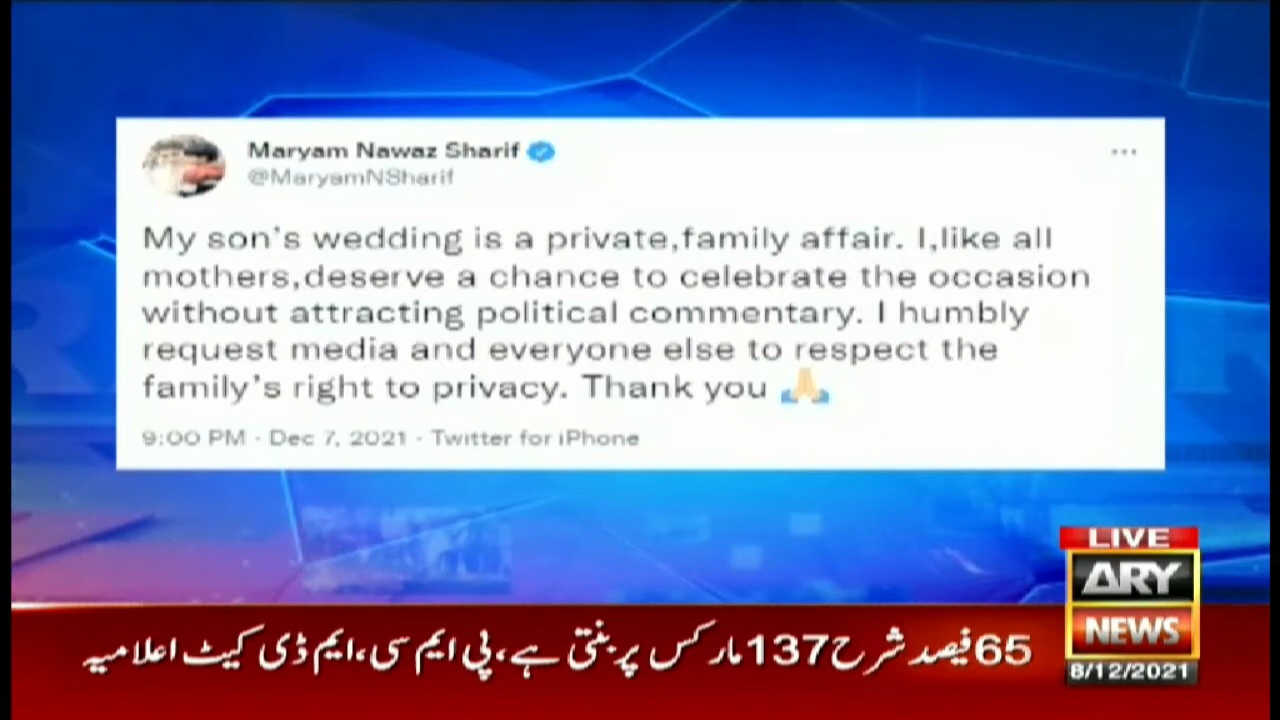 Maryam Nawaz Sharif
@MaryamNSharif
My son's wedding is a private,family affair. I,like all
mothers,deserve a chance to celebrate the occasion
without attracting political commentary. I humbly
request media and everyone else to respect the
family's right to privacy. Thank you 🙏🏼
9:00 PM · Dec 7, 2021 · Twitter for iPhone
LIVE
ARY
NEWS
8/12/2021
65 فیصد شرح 137 مارکس پر بنتی ہے، پی ایم سی، ایم ڈی کیٹ اعلامیہ